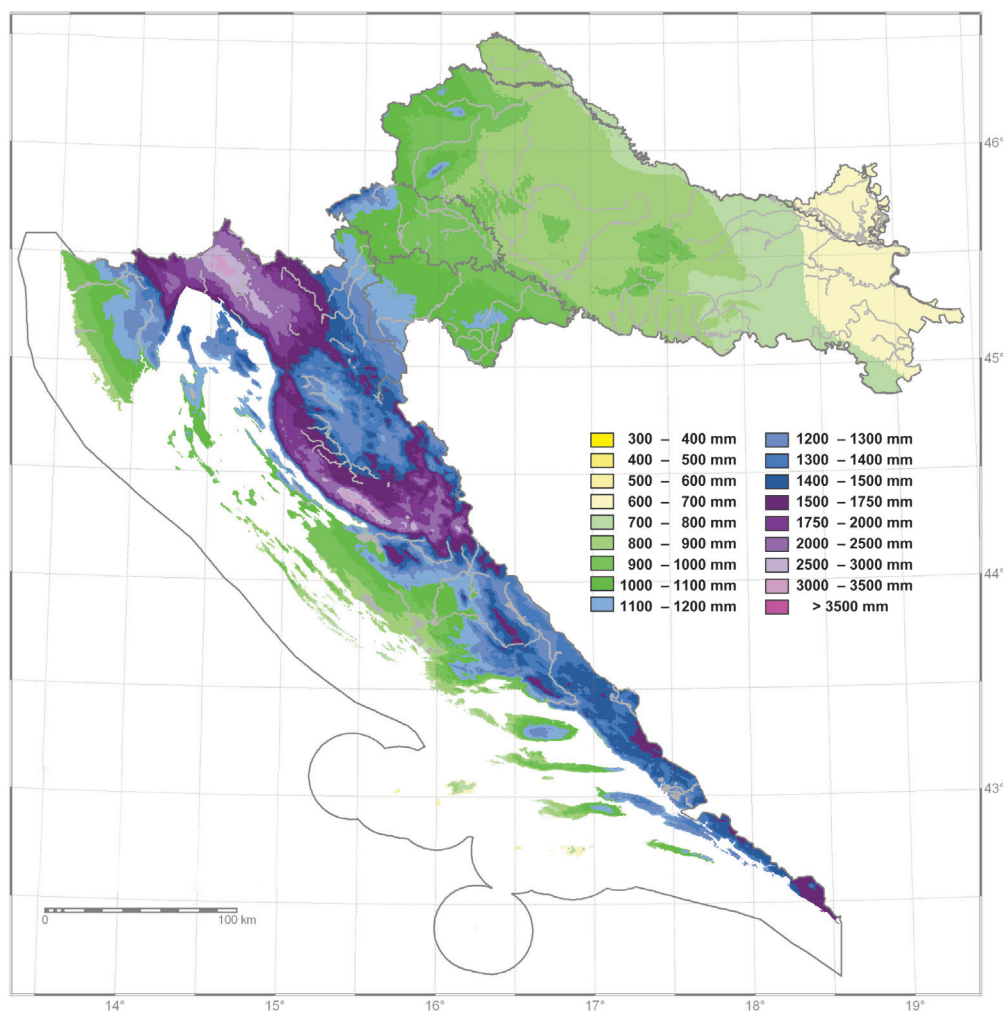 46°
45°
300 – 400 mm
400 – 500 mm
500 – 600 mm
600 – 700 mm
700 – 800 mm
800 – 900 mm
900 – 1000 mm
1000 – 1100 mm
1100 – 1200 mm
1200 – 1300 mm
1300 – 1400 mm
1400 – 1500 mm
1500 – 1750 mm
1750 – 2000 mm
2000 – 2500 mm
2500 – 3000 mm
3000 – 3500 mm
> 3500 mm
44°
43°
0 100 km
14° 15° 16° 17° 18° 19°